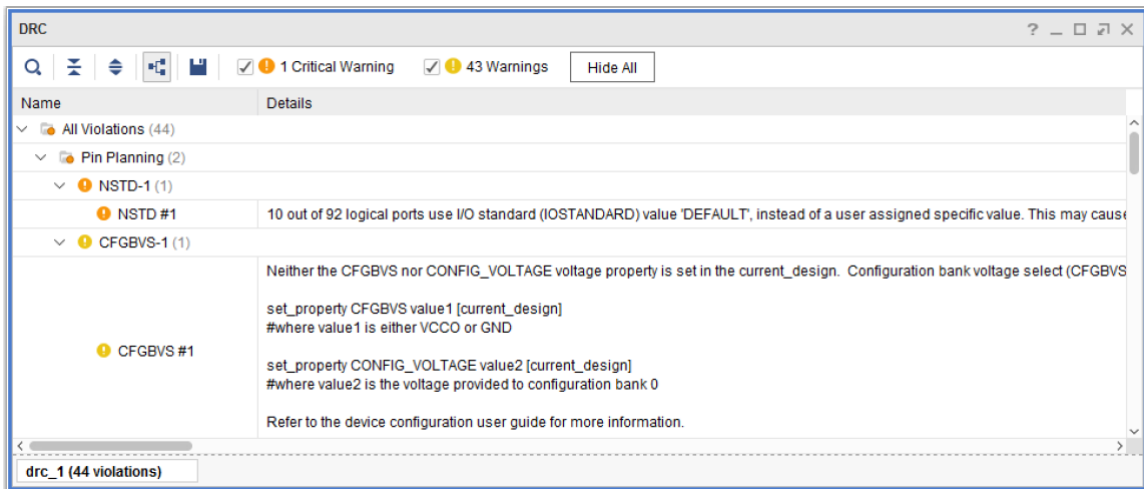 DRC
1 Critical Warning 43 Warnings Hide All
Name Details
All Violations (44)
Pin Planning (2)
NSTD-1 (1)
NSTD #1 10 out of 92 logical ports use I/O standard (IOSTANDARD) value 'DEFAULT', instead of a user assigned specific value. This may cause
CFGBVS-1 (1)
Neither the CFGBVS nor CONFIG_VOLTAGE voltage property is set in the current_design. Configuration bank voltage select (CFGBVS
set_property CFGBVS value1 [current_design]
#where value1 is either VCCO or GND
CFGBVS #1
set_property CONFIG_VOLTAGE value2 [current_design]
#where value2 is the voltage provided to configuration bank 0
Refer to the device configuration user guide for more information.
drc_1 (44 violations)